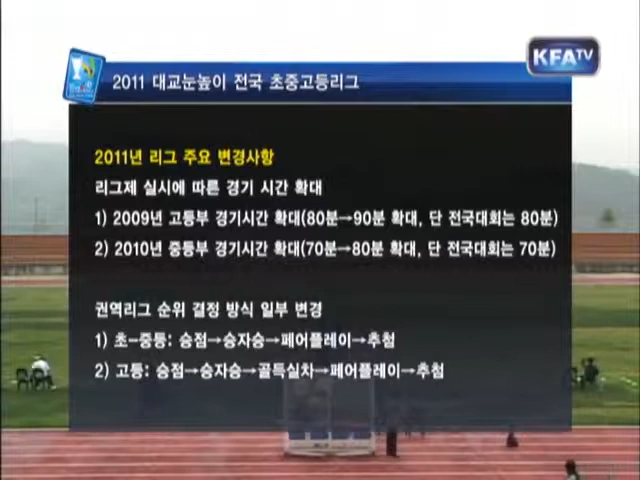 KFATV
2011 대교눈높이 전국 초중고등리그
2011년 리그 주요 변경사항
리그제 실시에 따른 경기 시간 확대
1) 2009년 고등부 경기시간 확대(80분→90분 확대, 단 전국대회는 80분)
2) 2010년 중등부 경기시간 확대(70분→80분 확대, 단 전국대회는 70분)
권역리그 순위 결정 방식 일부 변경
1) 초-중등: 승점→승자승→페어플레이→추첨
2) 고등: 승점→승자승→골득실차→페어플레이→추첨